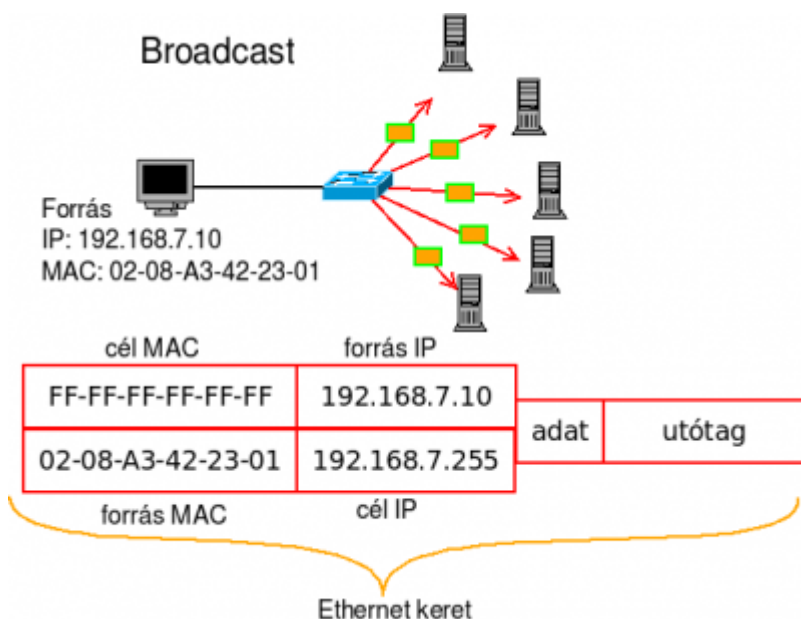 Broadcast
Forrás
IP: 192.168.7.10
MAC: 02-08-A3-42-23-01
cél MAC forrás IP
FF-FF-FF-FF-FF-FF 192.168.7.10
adat utótag
02-08-A3-42-23-01 192.168.7.255
forrás MAC cél IP
Ethernet keret